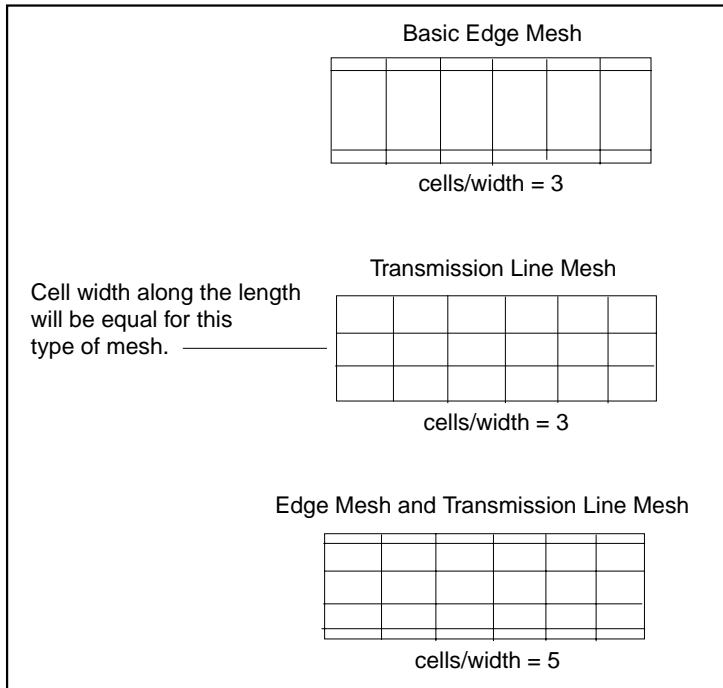 Basic Edge Mesh
cells/width = 3
Transmission Line Mesh
Cell width along the length
will be equal for this
type of mesh.
cells/width = 3
Edge Mesh and Transmission Line Mesh
cells/width = 5